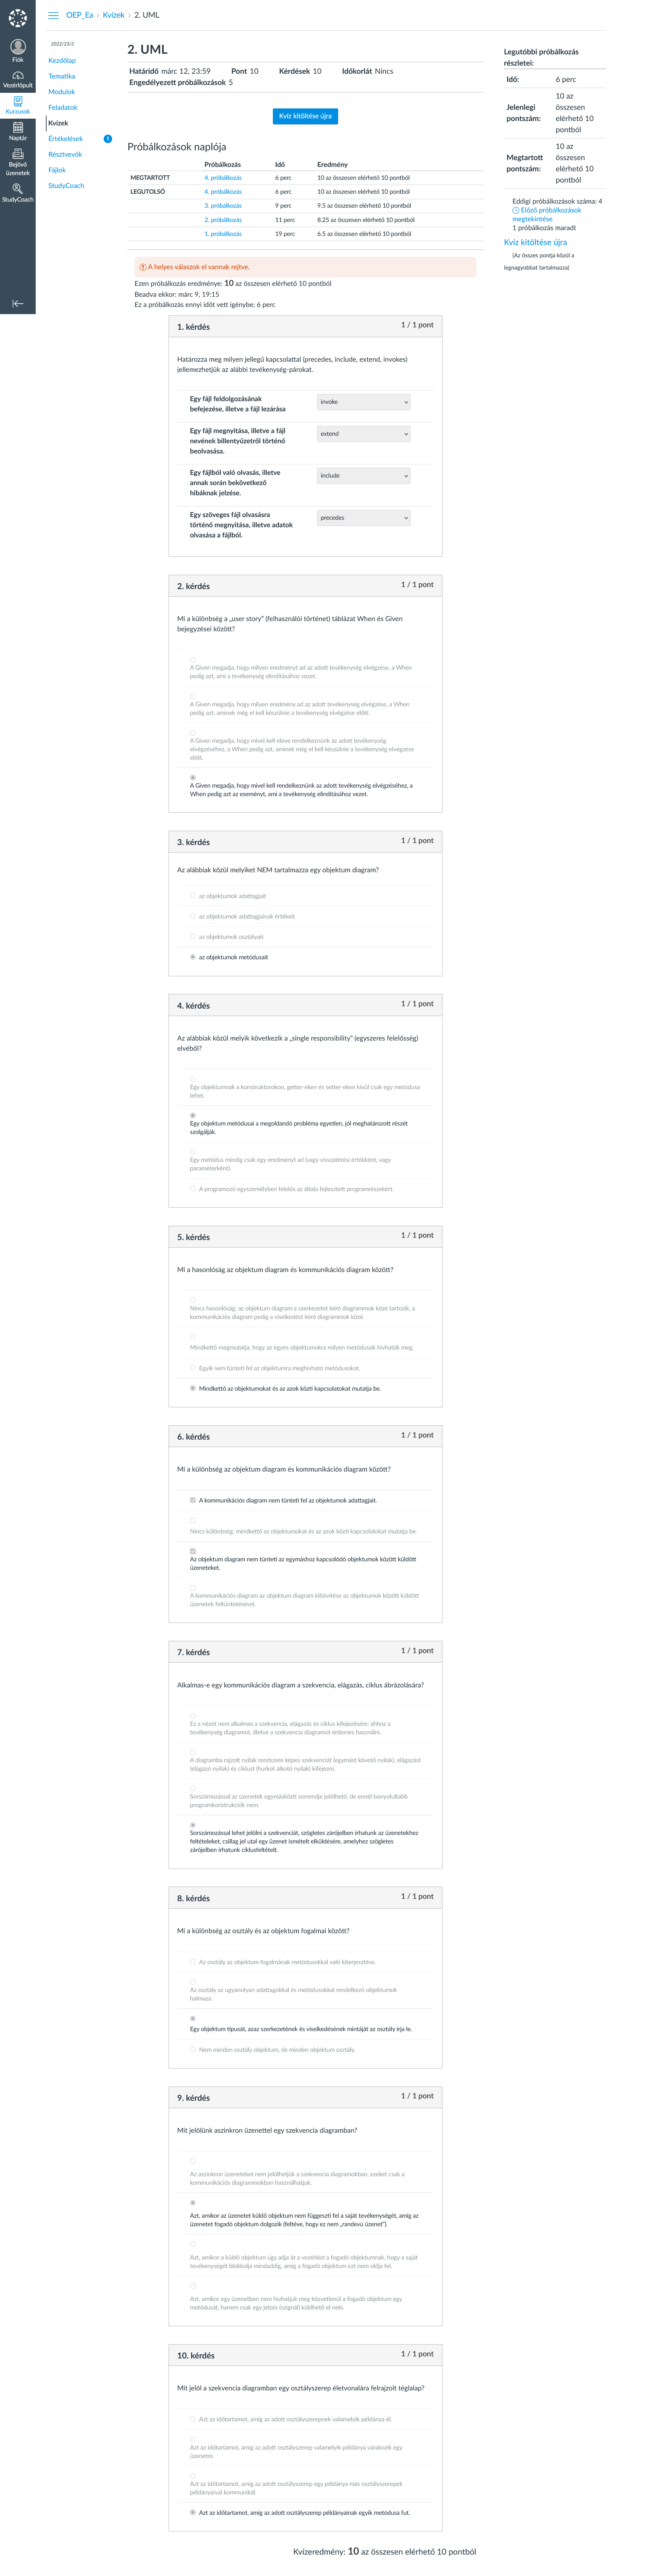 Fiók
Vezérlőpult
Kurzusok
Naptár
Bejövő
üzenetek
StudyCoach
OEP_Ea › Kvízek › 2. UML
2022/23/2
Kezdőlap
Tematika
Modulok
Feladatok
Kvízek
Értékelések 1
Résztvevők
Fájlok
StudyCoach
2. UML
Határidő márc 12, 23:59 Pont 10 Kérdések 10 Időkorlát Nincs
Engedélyezett próbálkozások 5
Kvíz kitöltése újra
Próbálkozások naplója
Próbálkozás Idő Eredmény
MEGTARTOTT 4. próbálkozás 6 perc 10 az összesen elérhető 10 pontból
LEGUTOLSÓ 4. próbálkozás 6 perc 10 az összesen elérhető 10 pontból
3. próbálkozás 9 perc 9.5 az összesen elérhető 10 pontból
2. próbálkozás 11 perc 8.25 az összesen elérhető 10 pontból
1. próbálkozás 19 perc 6.5 az összesen elérhető 10 pontból
A helyes válaszok el vannak rejtve.
Ezen próbálkozás eredménye: 10 az összesen elérhető 10 pontból
Beadva ekkor: márc 9, 19:15
Ez a próbálkozás ennyi időt vett igénybe: 6 perc
1. kérdés 1 / 1 pont
Határozza meg milyen jellegű kapcsolattal (precedes, include, extend, invokes)
jellemezhetjük az alábbi tevékenység-párokat.
Egy fájl feldolgozásának
befejezése, illetve a fájl lezárása
invoke
Egy fájl megnyitása, illetve a fájl
nevének billentyűzetről történő
beolvasása.
extend
Egy fájlból való olvasás, illetve
annak során bekövetkező
hibáknak jelzése.
include
Egy szöveges fájl olvasásra
történő megnyitása, illetve adatok
olvasása a fájlból.
precedes
2. kérdés 1 / 1 pont
Mi a különbség a „user story” (felhasználói történet) táblázat When és Given
bejegyzései között?
A Given megadja, hogy milyen eredményt ad az adott tevékenység elvégzése, a When
pedig azt, ami a tevékenység elindításához vezet.
A Given megadja, hogy milyen eredmény ad az adott tevékenység elvégzése, a When
pedig azt, aminek még el kell készülnie a tevékenység elvégzése előtt.
A Given megadja, hogy mivel kell eleve rendelkeznünk az adott tevékenység
elvégzéséhez, a When pedig azt, aminek még el kell készülnie a tevékenység elvégzése
előtt.
A Given megadja, hogy mivel kell rendelkeznünk az adott tevékenység elvégzéséhez, a
When pedig azt az eseményt, ami a tevékenység elindításához vezet.
3. kérdés 1 / 1 pont
Az alábbiak közül melyiket NEM tartalmazza egy objektum diagram?
az objektumok adattagjait
az objektumok adattagjainak értékeit
az objektumok osztályait
az objektumok metódusait
4. kérdés 1 / 1 pont
Az alábbiak közül melyik következik a „single responsibility” (egyszeres felelősség)
elvéből?
Egy objektumnak a konstruktorokon, getter-eken és setter-eken kívül csak egy metódusa
lehet.
Egy objektum metódusai a megoldandó probléma egyetlen, jól meghatározott részét
szolgálják.
Egy metódus mindig csak egy eredményt ad (vagy visszatérési értékként, vagy
paraméterként).
A programozó egyszemélyben felelős az általa fejlesztett programrészekért.
5. kérdés 1 / 1 pont
Mi a hasonlóság az objektum diagram és kommunikációs diagram között?
Nincs hasonlóság: az objektum diagram a szerkezetet leíró diagrammok közé tartozik, a
kommunikációs diagram pedig a viselkedést leíró diagrammok közé.
Mindkettő megmutatja, hogy az egyes objektumokra milyen metódusok hívhatók meg.
Egyik sem tünteti fel az objektumra meghívható metódusokat.
Mindkettő az objektumokat és az azok közti kapcsolatokat mutatja be.
6. kérdés 1 / 1 pont
Mi a különbség az objektum diagram és kommunikációs diagram között?
A kommunikációs diagram nem tünteti fel az objektumok adattagjait.
Nincs különbség: mindkettő az objektumokat és az azok közti kapcsolatokat mutatja be.
Az objektum diagram nem tünteti az egymáshoz kapcsolódó objektumok között küldött
üzeneteket.
A kommunikációs diagram az objektum diagram kibővítése az objektumok között küldött
üzenetek feltüntetésével.
7. kérdés 1 / 1 pont
Alkalmas-e egy kommunikációs diagram a szekvencia, elágazás, ciklus ábrázolására?
Ez a nézet nem alkalmas a szekvencia, elágazás és ciklus kifejezésére: ahhoz a
tevékenység diagramot, illetve a szekvencia diagramot érdemes használni.
A diagramba rajzolt nyilak rendszere képes szekvenciát (egymást követő nyilak), elágazást
(elágazó nyilak) és ciklust (hurkot alkotó nyilak) kifejezni.
Sorszámozással az üzenetek egymásközti sorrendje jelölhető, de ennél bonyolultabb
programkonstrukciók nem.
Sorszámozással lehet jelölni a szekvenciát, szögletes zárójelben írhatunk az üzenetekhez
feltételeket, csillag jel utal egy üzenet ismételt elküldésére, amelyhez szögletes
zárójelben írhatunk ciklusfeltételt.
8. kérdés 1 / 1 pont
Mi a különbség az osztály és az objektum fogalmai között?
Az osztály az objektum fogalmának metódusokkal való kiterjesztése.
Az osztály az ugyanolyan adattagokkal és metódusokkal rendelkező objektumok
halmaza.
Egy objektum típusát, azaz szerkezetének és viselkedésének mintáját az osztály írja le.
Nem minden osztály objektum, de minden objektum osztály.
9. kérdés 1 / 1 pont
Mit jelölünk aszinkron üzenettel egy szekvencia diagramban?
Az aszinkron üzeneteket nem jelölhetjük a szekvencia diagramokban, ezeket csak a
kommunikációs diagrammokban használhatjuk.
Azt, amikor az üzenetet küldő objektum nem függeszti fel a saját tevékenységét, amíg az
üzenetet fogadó objektum dolgozik (feltéve, hogy ez nem „randevú üzenet”).
Azt, amikor a küldő objektum úgy adja át a vezérlést a fogadó objektumnak, hogy a saját
tevékenységét blokkolja mindaddig, amíg a fogadó objektum ezt nem oldja fel.
Azt, amikor egy üzenetben nem hívhatjuk meg közvetlenül a fogadó objektum egy
metódusát, hanem csak egy jelzés (szignál) küldhető el neki.
10. kérdés 1 / 1 pont
Mit jelöl a szekvencia diagramban egy osztályszerep életvonalára felrajzolt téglalap?
Azt az időtartamot, amíg az adott osztályszerepnek valamelyik példánya él.
Azt az időtartamot, amíg az adott osztályszerep valamelyik példánya várakozik egy
üzenetre.
Azt az időtartamot, amíg az adott osztályszerep egy példánya más osztályszerepek
példányaival kommunikál.
Azt az időtartamot, amíg az adott osztályszerep példányainak egyik metódusa fut.
Kvízeredmény: 10 az összesen elérhető 10 pontból
Legutóbbi próbálkozás
részletei:
Idő: 6 perc
Jelenlegi
pontszám:
10 az
összesen
elérhető 10
pontból
Megtartott
pontszám:
10 az
összesen
elérhető 10
pontból
Eddigi próbálkozások száma: 4
Előző próbálkozások
megtekintése
1 próbálkozás maradt
Kvíz kitöltése újra
(Az összes pontja közül a
legnagyobbat tartalmazza)